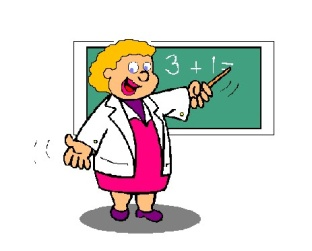 3 + 1 =